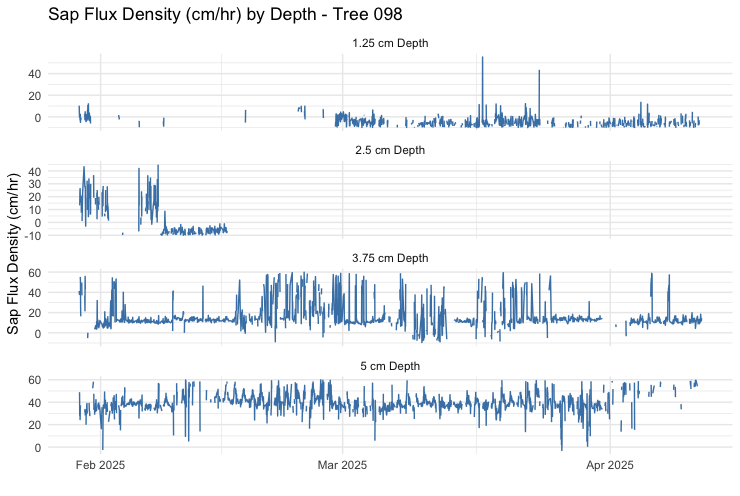 Sap Flux Density (cm/hr) by Depth - Tree 098
1.25 cm Depth
40
20
0
2.5 cm Depth
40
30
20
10
0
-10
3.75 cm Depth
60
40
20
0
5 cm Depth
60
40
20
0
Sap Flux Density (cm/hr)
Feb 2025 Mar 2025 Apr 2025